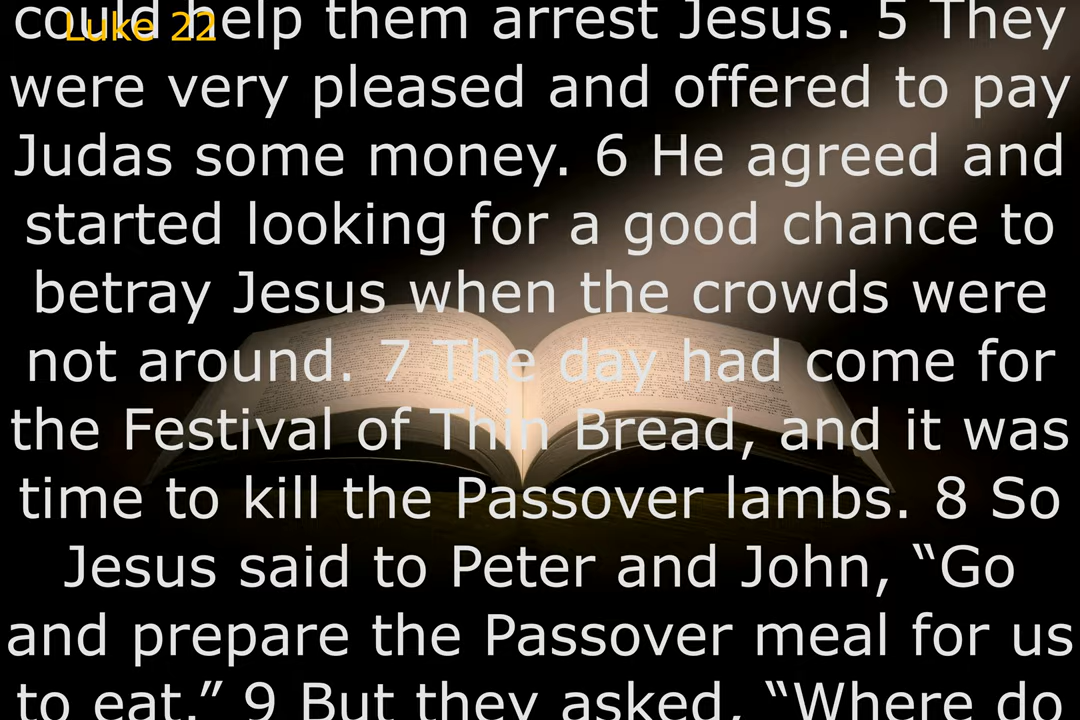 Luke 22
could help them arrest Jesus. 5 They
were very pleased and offered to pay
Judas some money. 6 He agreed and
started looking for a good chance to
betray Jesus when the crowds were
not around. 7 The day had come for
the Festival of Thin Bread, and it was
time to kill the Passover lambs. 8 So
Jesus said to Peter and John, “Go
and prepare the Passover meal for us
to eat.” 9 But they asked, “Where do